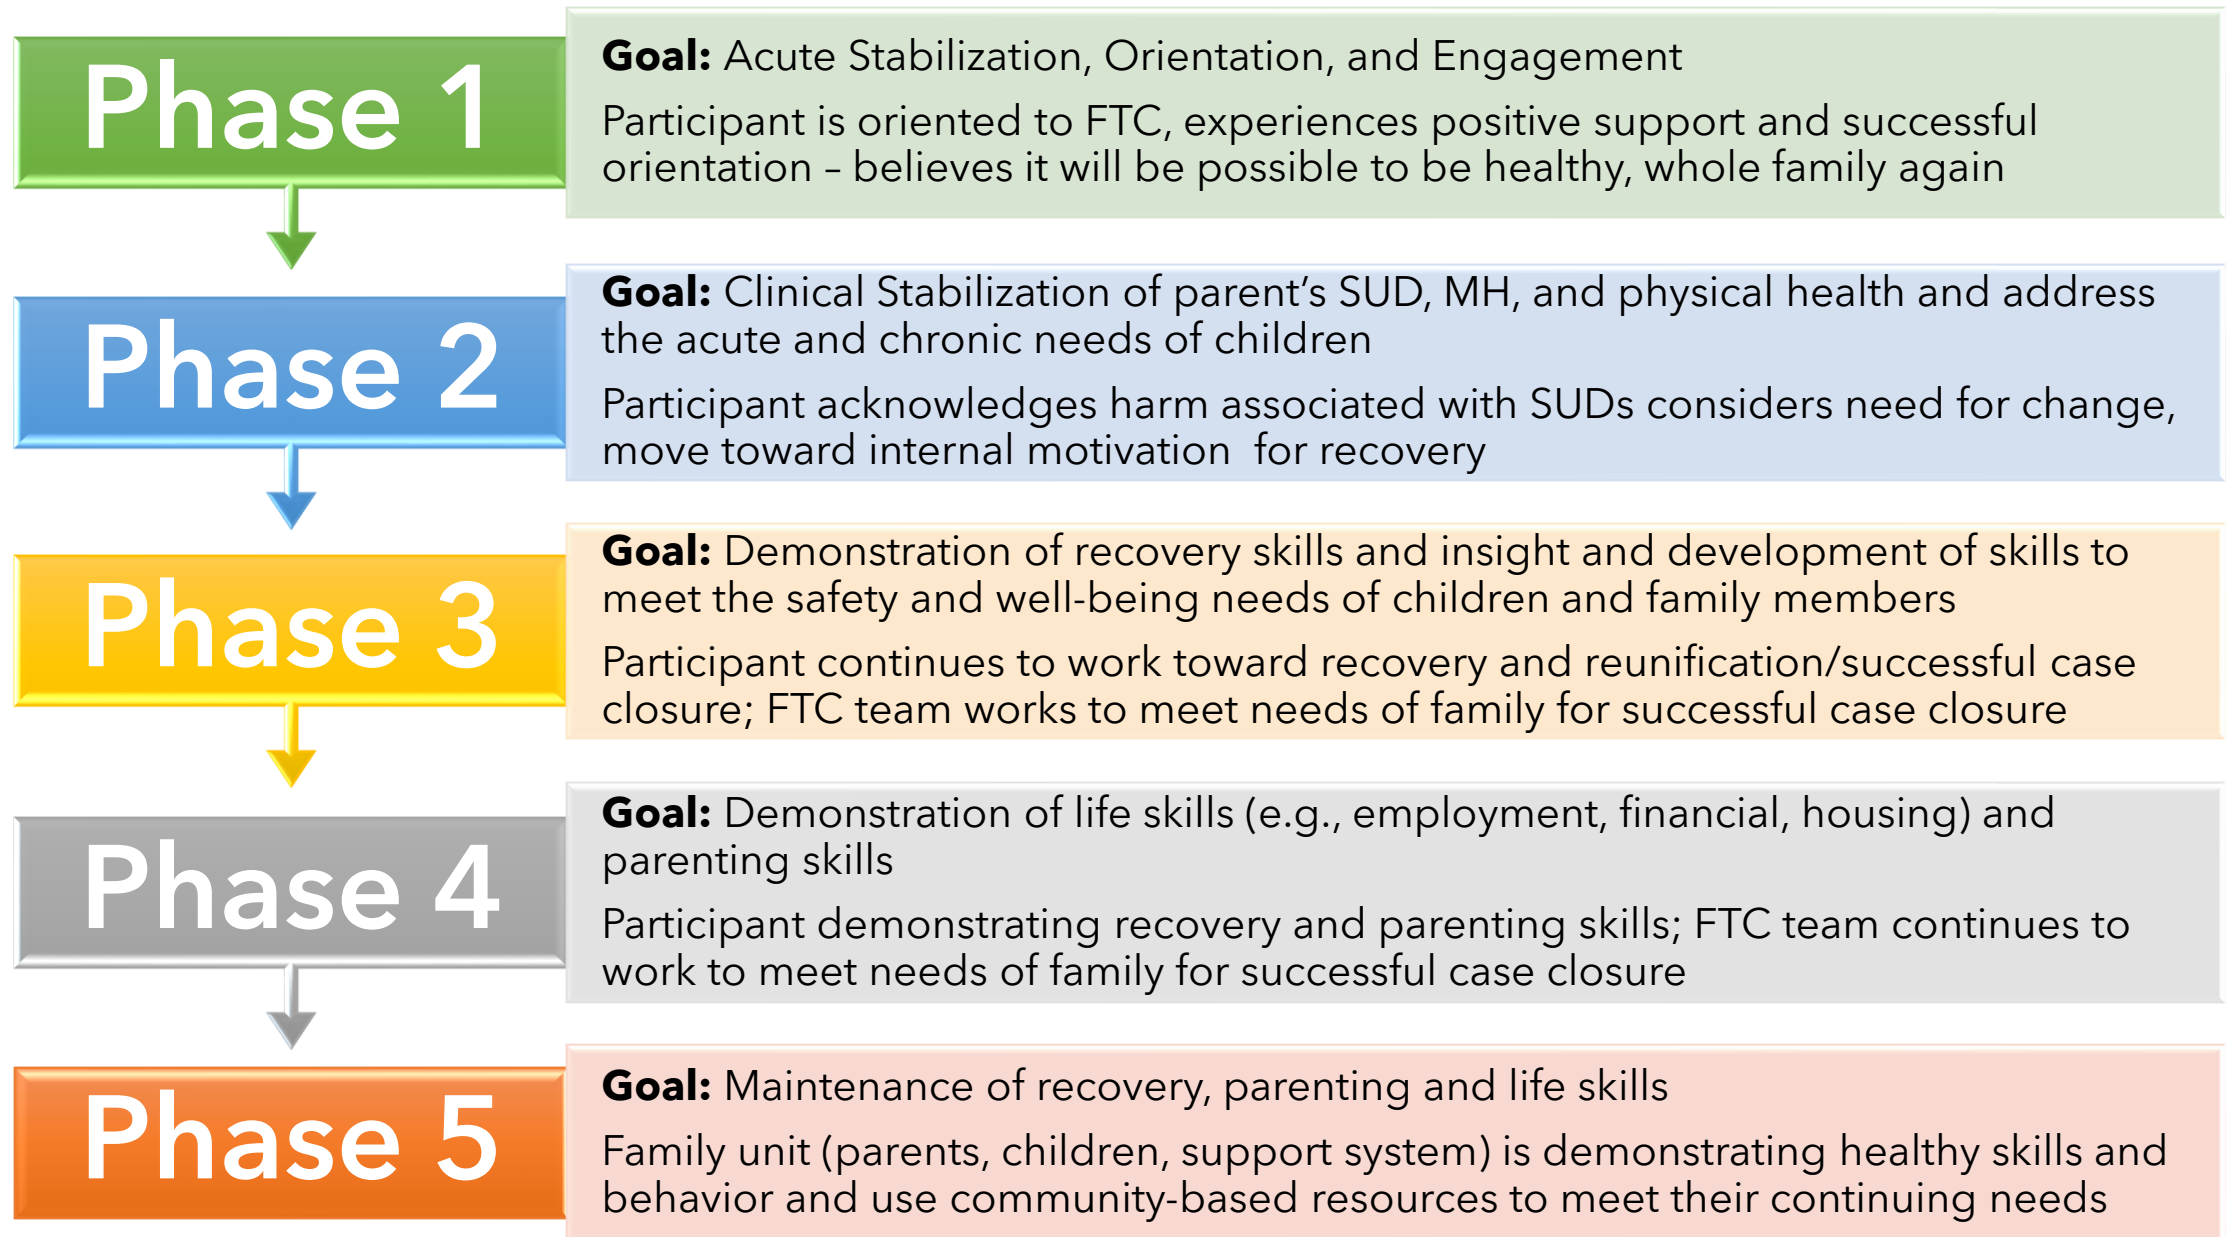 Phase 1
Goal: Acute Stabilization, Orientation, and Engagement
Participant is oriented to FTC, experiences positive support and successful
orientation – believes it will be possible to be healthy, whole family again
Phase 2
Goal: Clinical Stabilization of parent’s SUD, MH, and physical health and address
the acute and chronic needs of children
Participant acknowledges harm associated with SUDs considers need for change,
move toward internal motivation  for recovery
Phase 3
Goal: Demonstration of recovery skills and insight and development of skills to
meet the safety and well-being needs of children and family members
Participant continues to work toward recovery and reunification/successful case
closure; FTC team works to meet needs of family for successful case closure
Phase 4
Goal: Demonstration of life skills (e.g., employment, financial, housing) and
parenting skills
Participant demonstrating recovery and parenting skills; FTC team continues to
work to meet needs of family for successful case closure
Phase 5
Goal: Maintenance of recovery, parenting and life skills
Family unit (parents, children, support system) is demonstrating healthy skills and
behavior and use community-based resources to meet their continuing needs